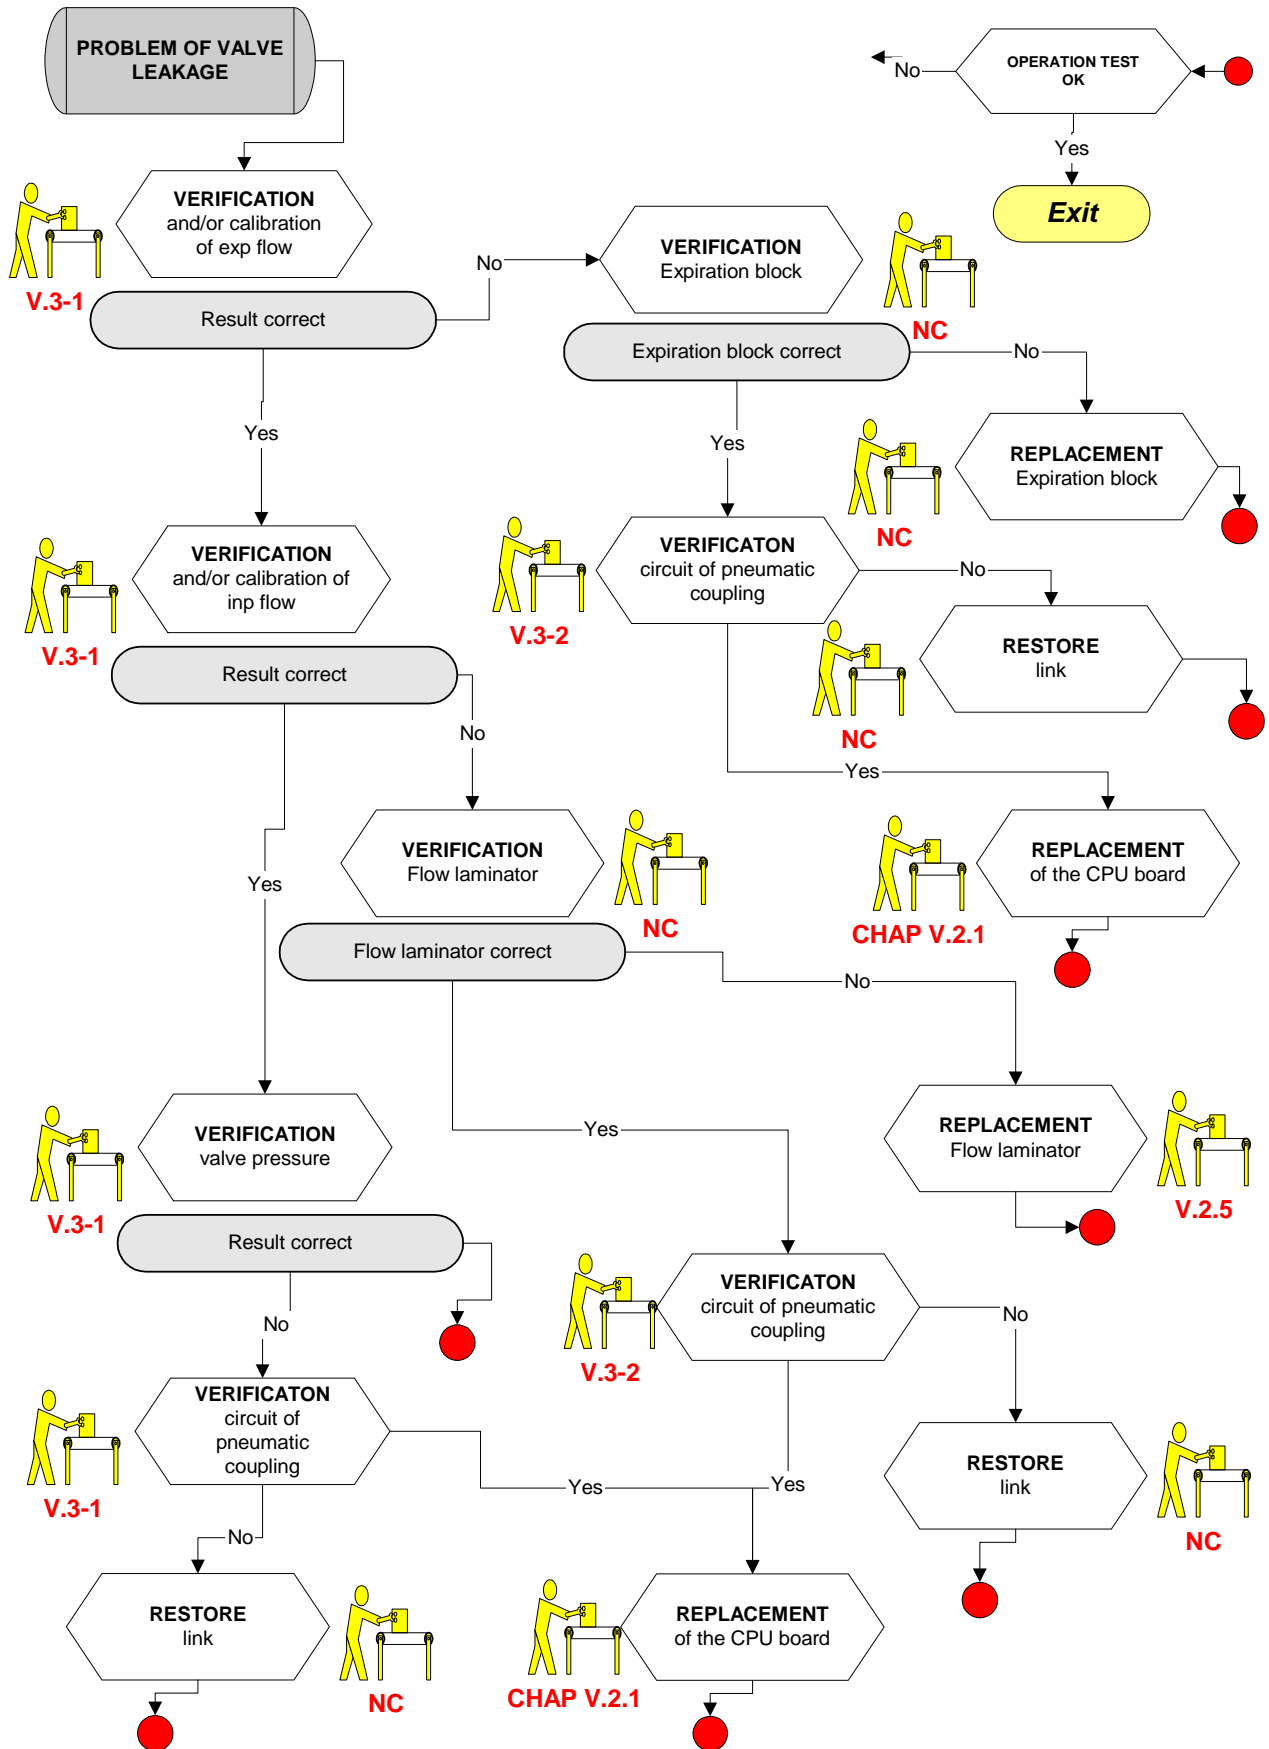 PROBLEM OF VALVE
LEAKAGE
No
OPERATION TEST
OK
Yes
Exit
VERIFICATION
and/or calibration
of exp flow
V.3-1
Result correct
No
VERIFICATION
Expiration block
NC
Expiration block correct
No
Yes
Yes
REPLACEMENT
Expiration block
NC
VERIFICATION
and/or calibration of
inp flow
V.3-1
VERIFICATON
circuit of pneumatic
coupling
V.3-2
No
RESTORE
link
NC
Result correct
No
Yes
Yes
VERIFICATION
Flow laminator
NC
REPLACEMENT
of the CPU board
CHAP V.2.1
Flow laminator correct
No
Yes
VERIFICATION
valve pressure
V.3-1
REPLACEMENT
Flow laminator
V.2.5
Result correct
No
VERIFICATON
circuit of pneumatic
coupling
V.3-2
No
VERIFICATON
circuit of
pneumatic
coupling
V.3-1
Yes
Yes
RESTORE
link
NC
No
RESTORE
link
NC
REPLACEMENT
of the CPU board
CHAP V.2.1